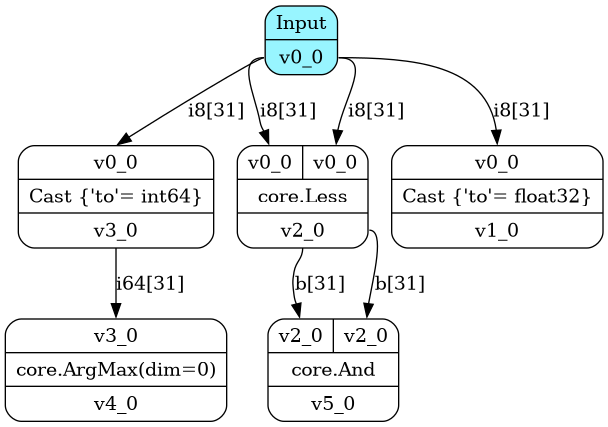 Input
v0_0
i8[31]
i8[31]
i8[31]
i8[31]
v0_0
Cast {'to'= int64}
v3_0
v0_0
v0_0
core.Less
v2_0
v0_0
Cast {'to'= float32}
v1_0
i64[31]
b[31]
b[31]
v3_0
core.ArgMax(dim=0)
v4_0
v2_0
v2_0
core.And
v5_0